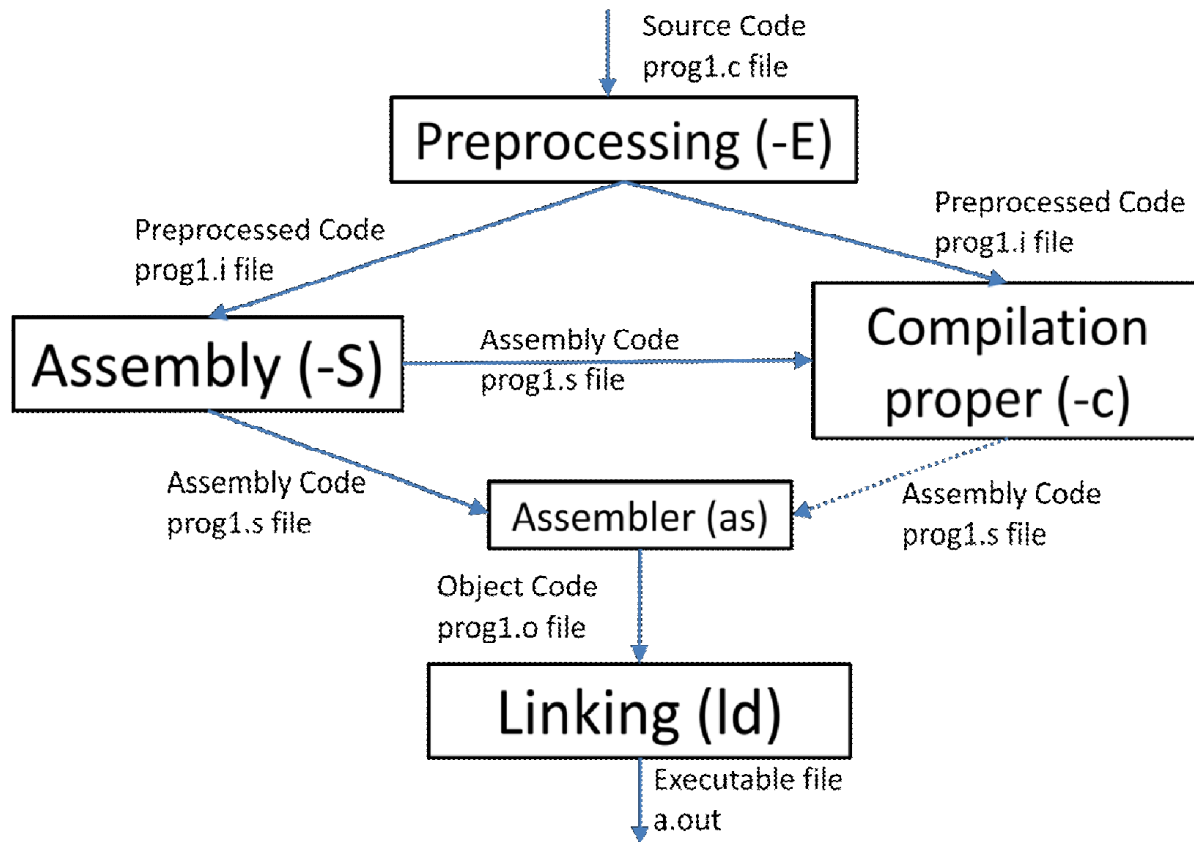 Source Code
prog1.c file
Preprocessing (-E)
Preprocessed Code
prog1.i file
Preprocessed Code
prog1.i file
Assembly (-S)
Assembly Code
prog1.s file
Compilation
proper (-c)
Assembly Code
prog1.s file
Assembler (as)
Assembly Code
prog1.s file
Object Code
prog1.o file
Linking (ld)
Executable file
a.out